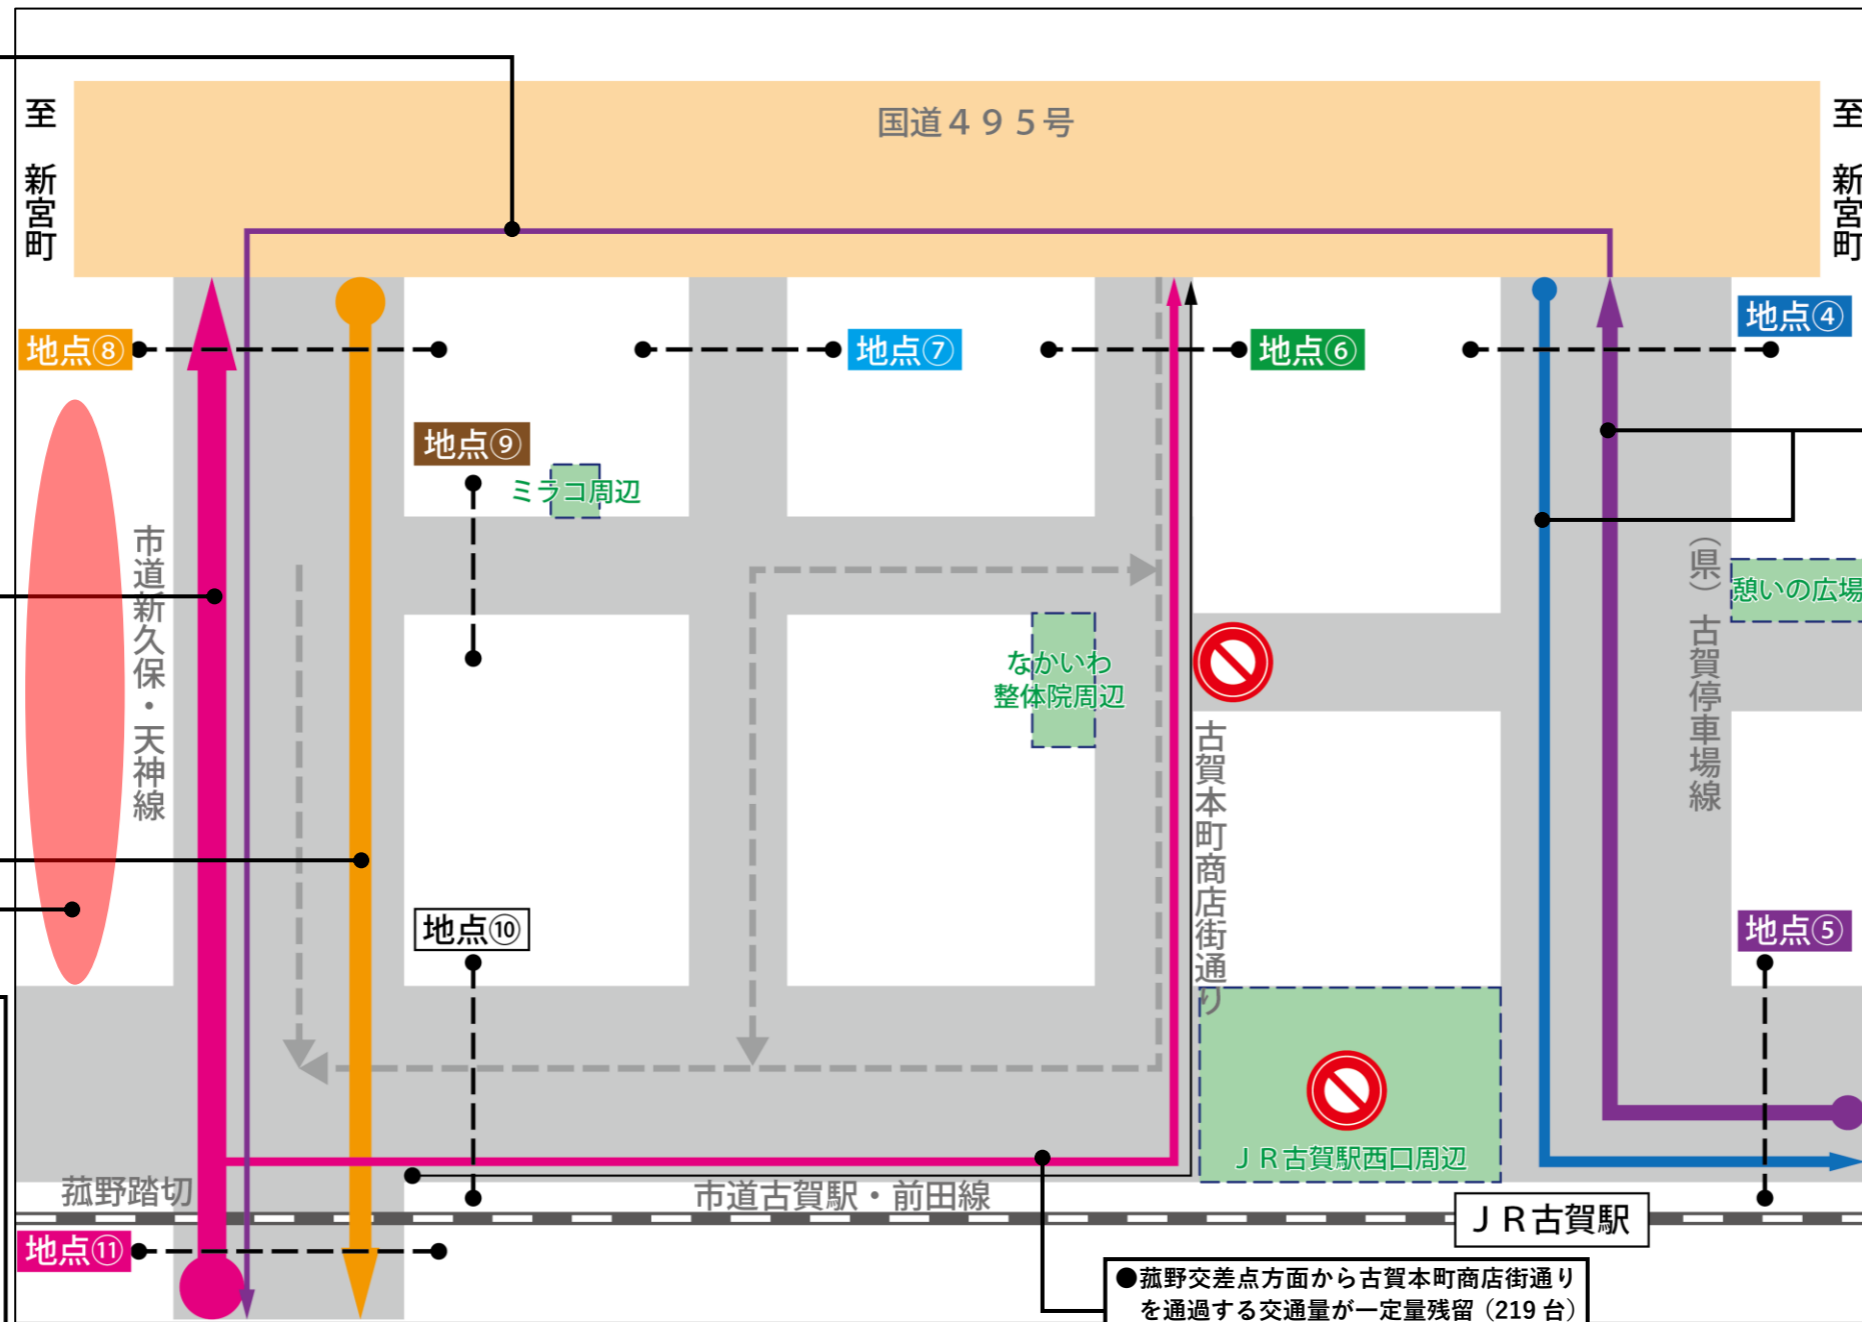 国道４９５号
至　新宮町
至　新宮町
地点⑧
地点⑦
地点⑥
地点④
地点⑨
ミラコ周辺
市道新久保・天神線
（県）古賀停車場線
憩いの広場
なかいわ
整体院周辺
古賀本町商店街通り
地点⑩
地点⑤
ＪＲ古賀駅西口周辺
菰野踏切
市道古賀駅・前田線
ＪＲ古賀駅
地点⑪
●菰野交差点方面から古賀本町商店街通り
を通過する交通量が一定量残留（219 台）